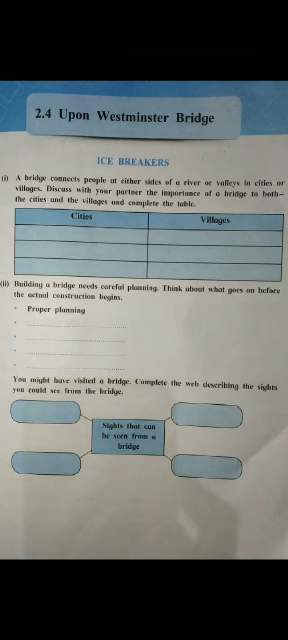 2.4 Upon Westminster Bridge
ICE BREAKERS
(i) A bridge connects people at either sides of a river or valleys in cities or
villages. Discuss with your partner the importance of a bridge to both–
the cities and the villages and complete the table.
Cities Villages
(ii) Building a bridge needs careful planning. Think about what goes on before
the actual construction begins.
* Proper planning
*
*
*
*
You might have visited a bridge. Complete the web describing the sights
you could see from the bridge.
Sights that can
be seen from a
bridge